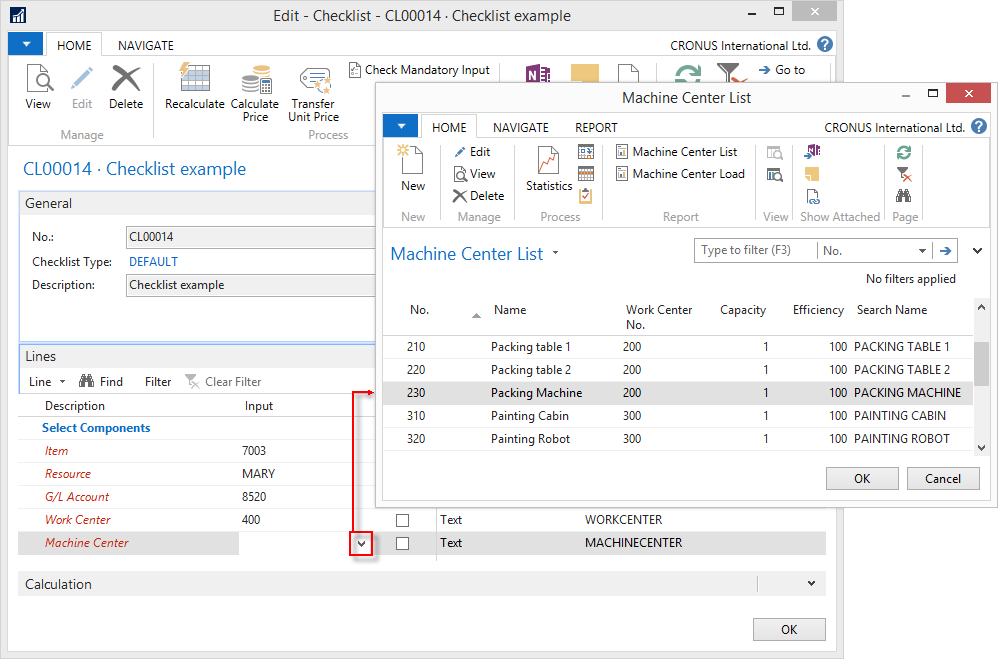 Edit - Checklist - CL00014 · Checklist example
HOME NAVIGATE
CRONUS International Ltd. ?
View
Edit
Delete
Manage
Recalculate
Calculate
Price
Transfer
Unit Price
Check Mandatory Input
Process
N
Go to
CL00014 · Checklist example
General
No.: CL00014
Checklist Type: DEFAULT
Description: Checklist example
Lines
Line Find Filter Clear Filter
Description Input
Select Components
Item 7003
Resource MARY
G/L Account 8520
Work Center 400 Text WORKCENTER
Machine Center Text MACHINECENTER
Calculation
OK
Machine Center List
HOME NAVIGATE REPORT
CRONUS International Ltd. ?
New
New
Edit
View
Delete
Manage
Statistics
Process
Machine Center List
Machine Center Load
Report
View
Show Attached
Page
Machine Center List
Type to filter (F3) No.
No filters applied
No. Name Work Center No. Capacity Efficiency Search Name
210 Packing table 1 200 1 100 PACKING TABLE 1
220 Packing table 2 200 1 100 PACKING TABLE 2
230 Packing Machine 200 1 100 PACKING MACHINE
310 Painting Cabin 300 1 100 PAINTING CABIN
320 Painting Robot 300 1 100 PAINTING ROBOT
OK Cancel